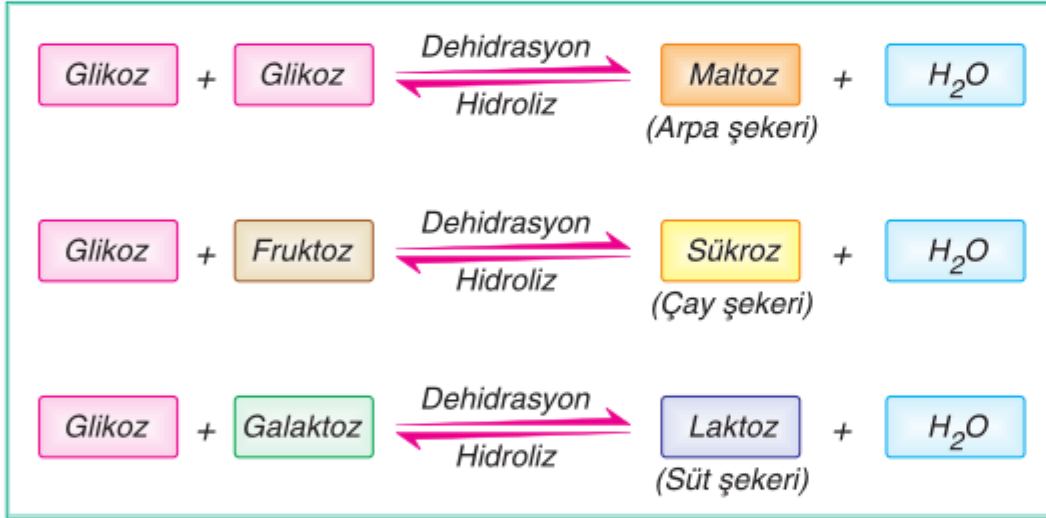 Dehidrasyon
Glikoz + Glikoz Maltoz + H₂O
Hidroliz
(Arpa şekeri)
Dehidrasyon
Glikoz + Fruktoz Sükroz + H₂O
Hidroliz
(Çay şekeri)
Dehidrasyon
Glikoz + Galaktoz Laktoz + H₂O
Hidroliz
(Süt şekeri)